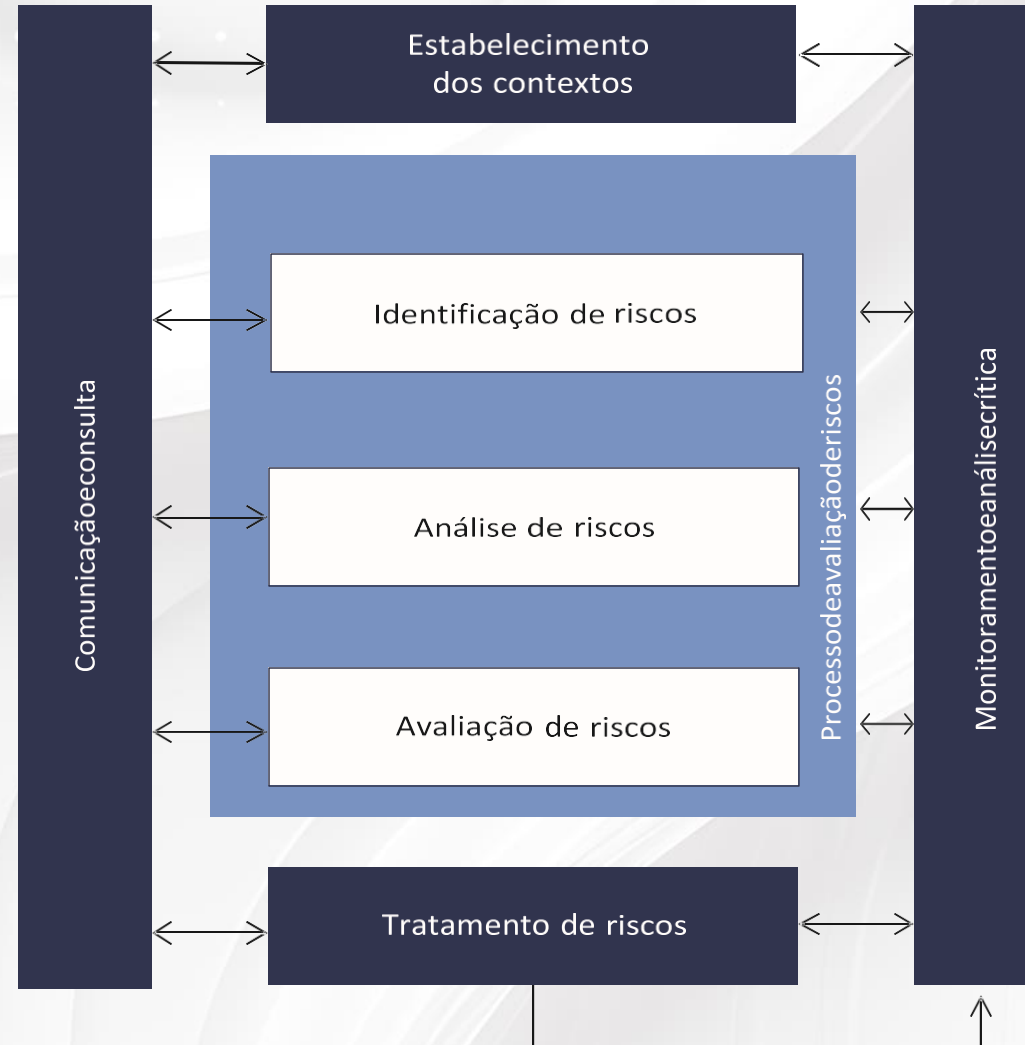 Estabelecimento
dos contextos
Identificação de riscos
Análise de riscos
Avaliação de riscos
Processodeavaliaçãoderiscos
Tratamento de riscos
Comunicaçãoeconsulta
Monitoramentoeanálisecrítica